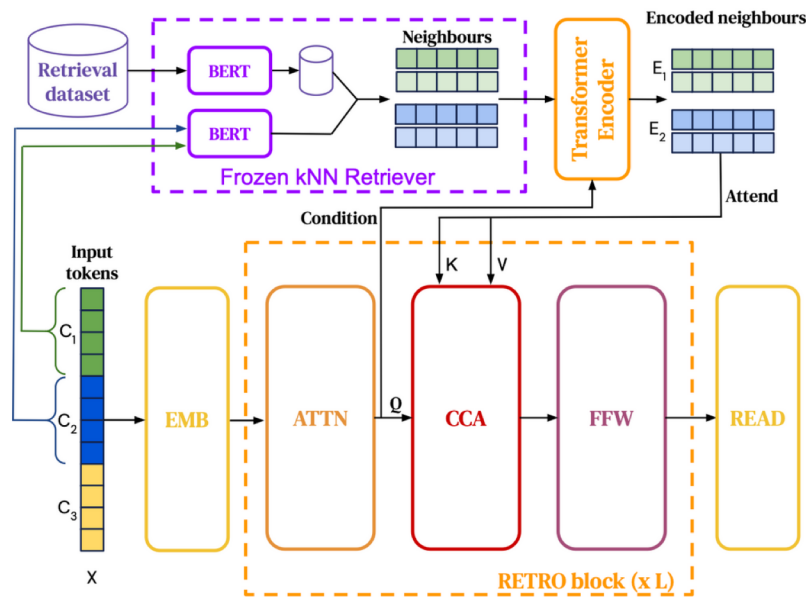 Retrieval
dataset
BERT
BERT
Neighbours
Frozen kNN Retriever
Transformer
Encoder
Encoded neighbours
E1
E2
Condition
Attend
Input
tokens
K
V
C1
C2
C3
X
EMB
ATTN
Q
CCA
FFW
READ
RETRO block (x L)